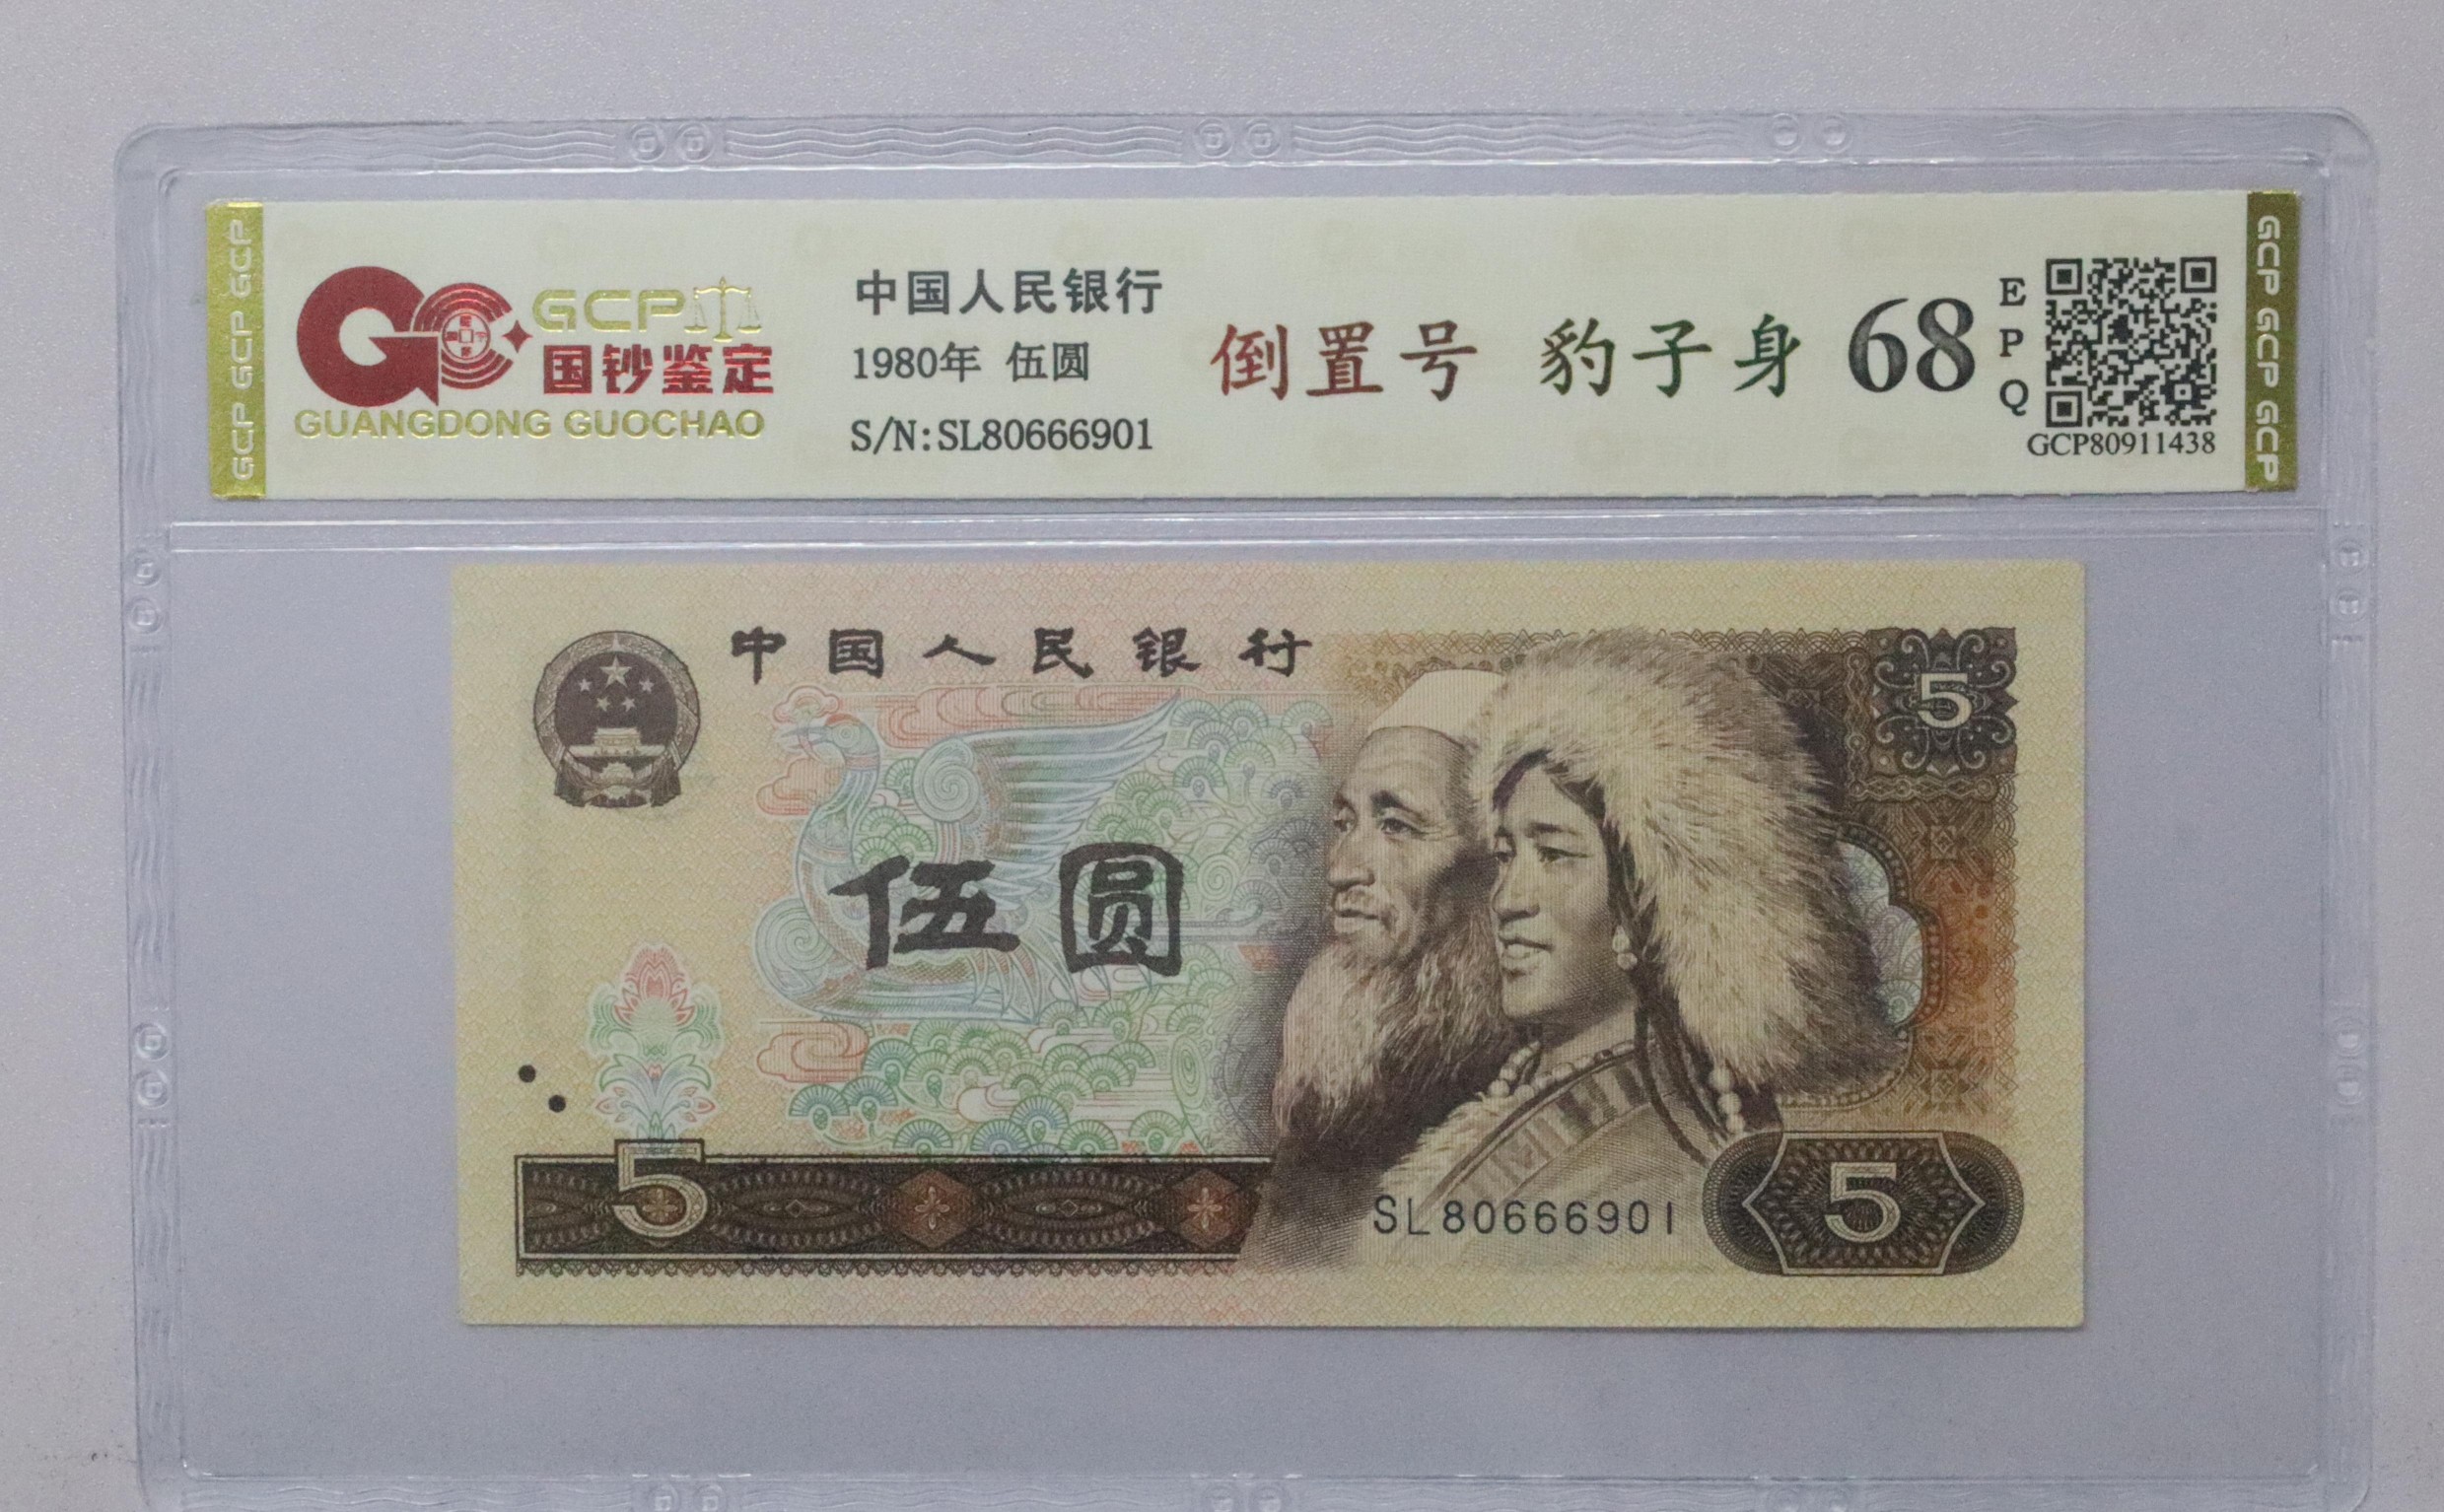 GCP GCP GCP
GCP
国钞鉴定
GUANGDONG GUOCHAO
中国人民银行
1980年 伍圆
S/N:SL80666901
倒置号 豹子身
68
EPQ
GCP80911438
GCP GCP GCP
中国人民银行
5
伍圆
5
SL80666901
5